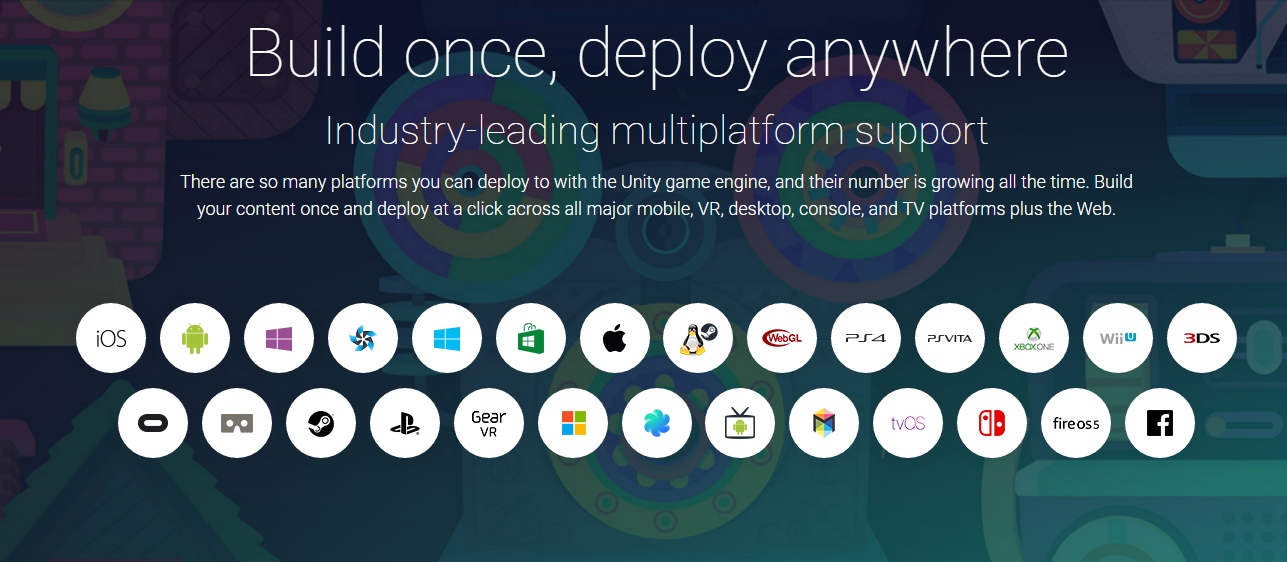 Build once, deploy anywhere
Industry-leading multiplatform support
There are so many platforms you can deploy to with the Unity game engine, and their number is growing all the time. Build
your content once and deploy at a click across all major mobile, VR, desktop, console, and TV platforms plus the Web.
iOS WebGL PS4 PSVITA XBOX ONE Wii U 3DS
Gear VR tvOS fireos5